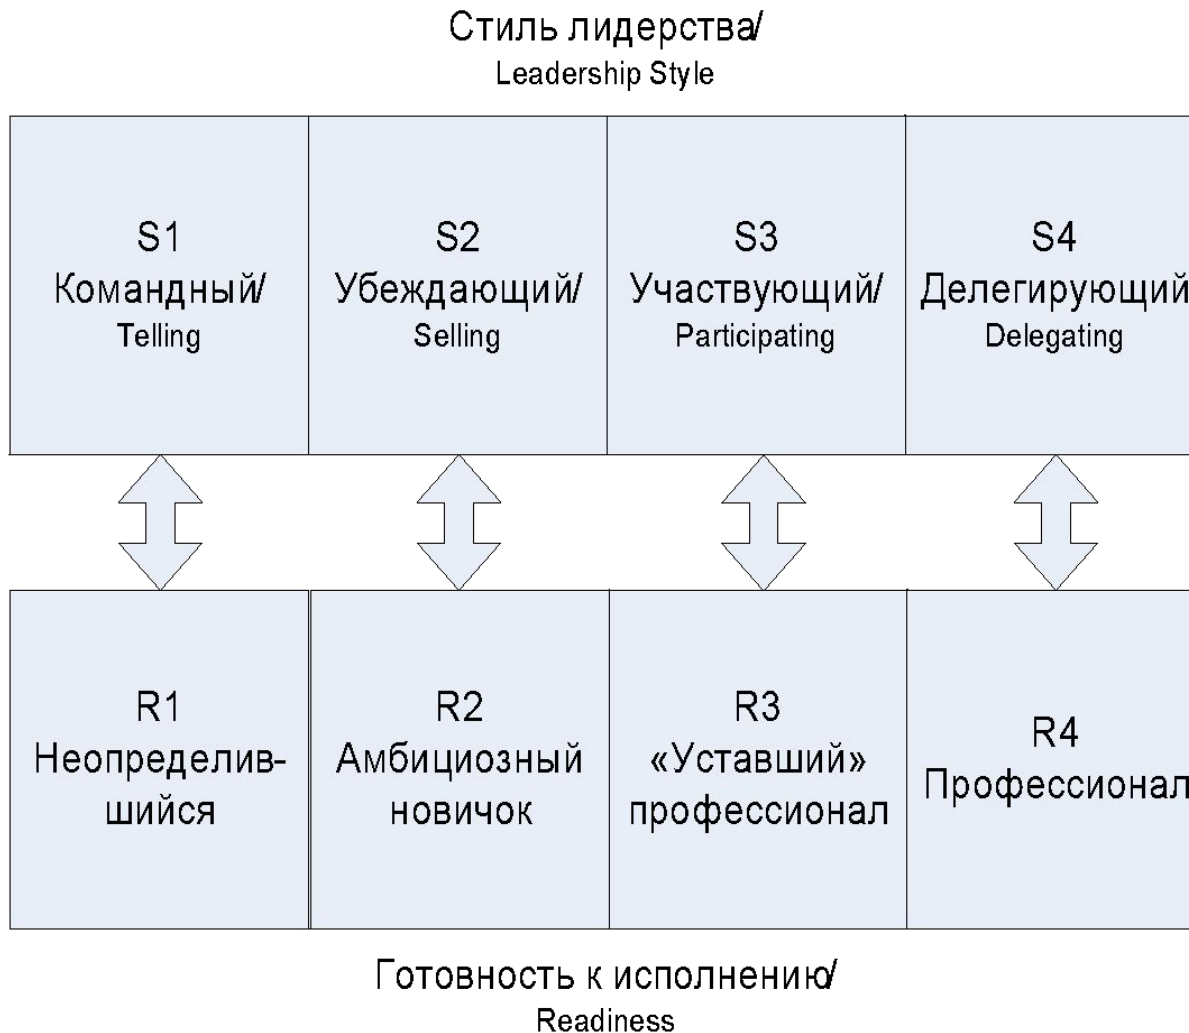 Стиль лидерства/
Leadership Style
S1
Командный/
Telling
S2
Убеждающий/
Selling
S3
Участвующий/
Participating
S4
Делегирующий
Delegating
R1
Неопределив-
шийся
R2
Амбициозный
новичок
R3
«Уставший»
профессионал
R4
Профессионал
Готовность к исполнению/
Readiness